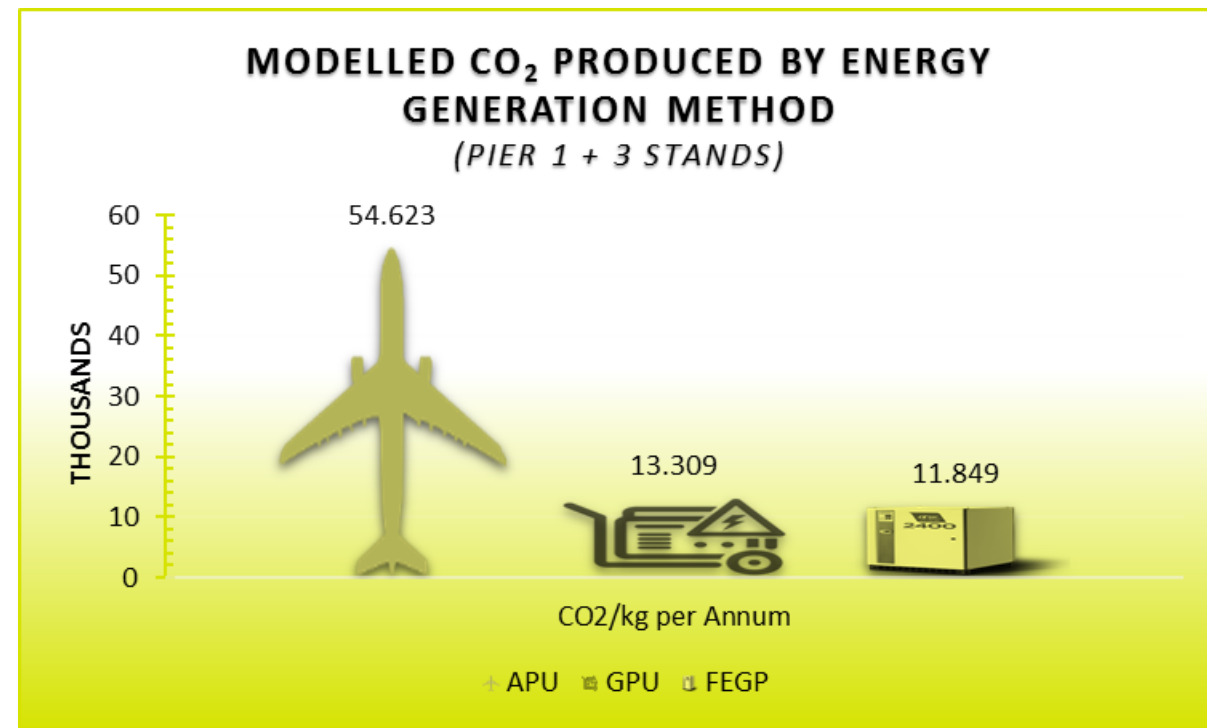 MODELLED CO₂ PRODUCED BY ENERGY
GENERATION METHOD
(PIER 1 + 3 STANDS)
60
50
40
30
20
10
0
THOUSANDS
54.623
13.309
11.849
2400
CO2/kg per Annum
APU GPU FEGP